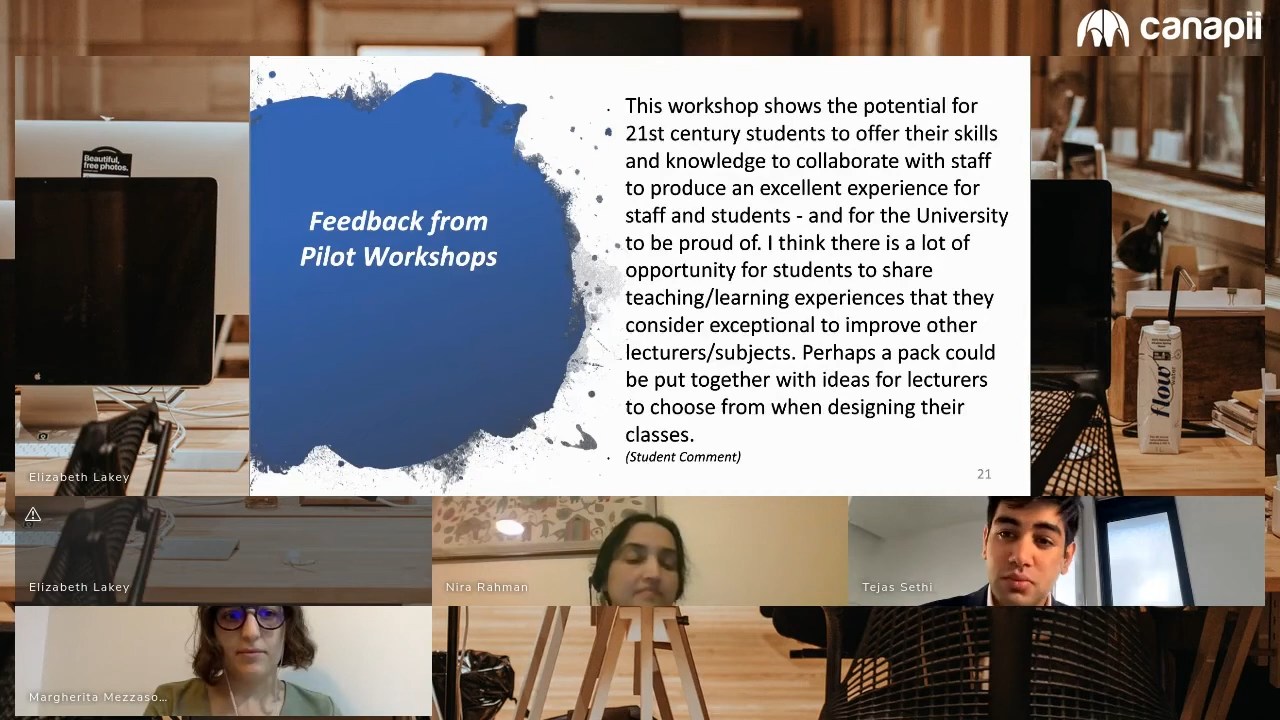 canapii
Beautiful,
free photos.
Feedback from
Pilot Workshops
This workshop shows the potential for
21st century students to offer their skills
and knowledge to collaborate with staff
to produce an excellent experience for
staff and students - and for the University
to be proud of. I think there is a lot of
opportunity for students to share
teaching/learning experiences that they
consider exceptional to improve other
lecturers/subjects. Perhaps a pack could
be put together with ideas for lecturers
to choose from when designing their
classes.
(Student Comment)
21
flow
Elizabeth Lakey
Elizabeth Lakey
Nira Rahman
Tejas Sethi
Margherita Mezzaso...